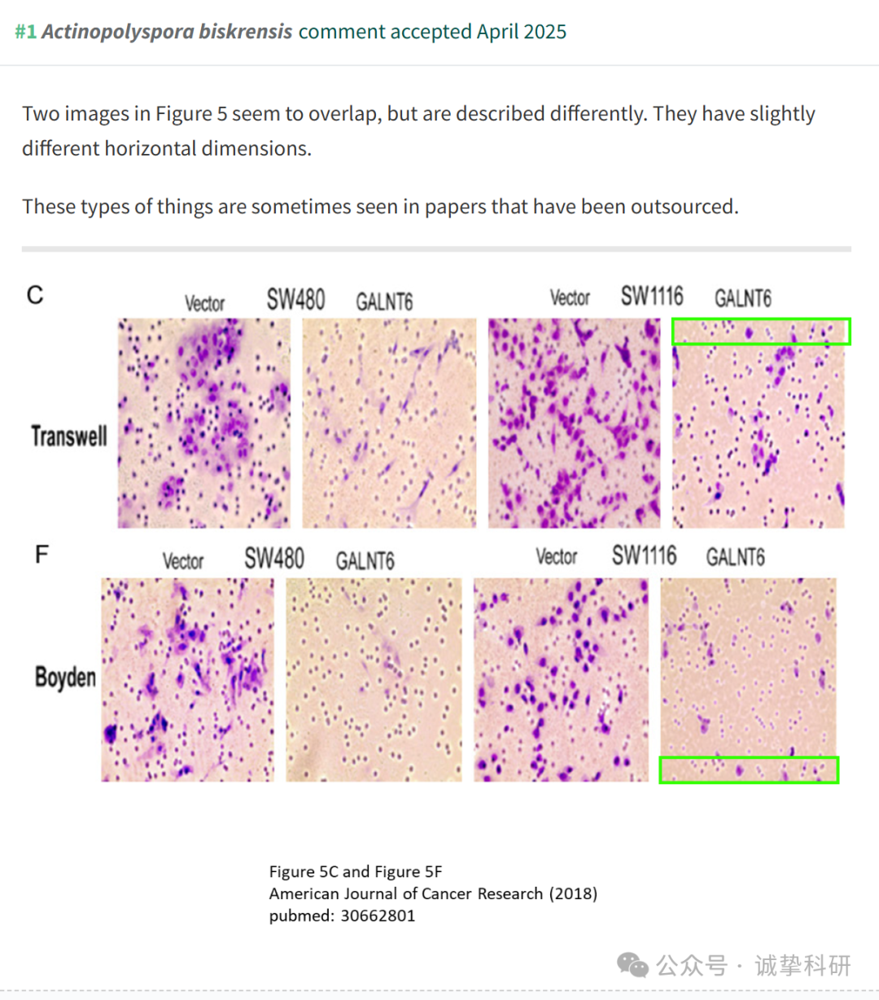 #1 Actinopolyspora biskrensis comment accepted April 2025
Two images in Figure 5 seem to overlap, but are described differently. They have slightly
different horizontal dimensions.
These types of things are sometimes seen in papers that have been outsourced.
C
Vector SW480 GALNT6 Vector SW1116 GALNT6
Transwell
F
Vector SW480 GALNT6 Vector SW1116 GALNT6
Boyden
Figure 5C and Figure 5F
American Journal of Cancer Research (2018)
pubmed: 30662801
公众号 · 诚挚科研